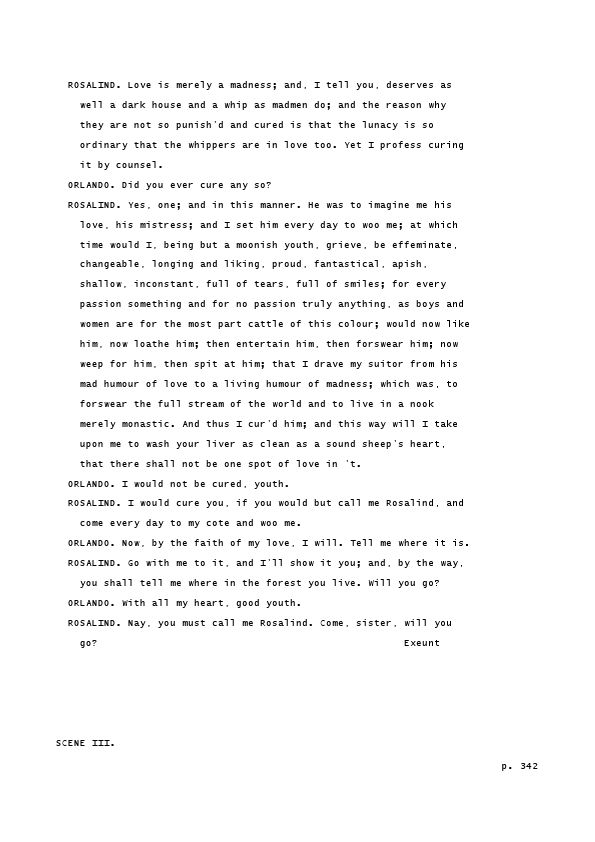 ROSALIND. Love is merely a madness; and, I tell you, deserves as
well a dark house and a whip as madmen do; and the reason why
they are not so punish'd and cured is that the lunacy is so
ordinary that the whippers are in love too. Yet I profess curing
it by counsel.
ORLANDO. Did you ever cure any so?
ROSALIND. Yes, one; and in this manner. He was to imagine me his
love, his mistress; and I set him every day to woo me; at which
time would I, being but a moonish youth, grieve, be effeminate,
changeable, longing and liking, proud, fantastical, apish,
shallow, inconstant, full of tears, full of smiles; for every
passion something and for no passion truly anything, as boys and
women are for the most part cattle of this colour; would now like
him, now loathe him; then entertain him, then forswear him; now
weep for him, then spit at him; that I drave my suitor from his
mad humour of love to a living humour of madness; which was, to
forswear the full stream of the world and to live in a nook
merely monastic. And thus I cur'd him; and this way will I take
upon me to wash your liver as clean as a sound sheep's heart,
that there shall not be one spot of love in 't.
ORLANDO. I would not be cured, youth.
ROSALIND. I would cure you, if you would but call me Rosalind, and
come every day to my cote and woo me.
ORLANDO. Now, by the faith of my love, I will. Tell me where it is.
ROSALIND. Go with me to it, and I'll show it you; and, by the way,
you shall tell me where in the forest you live. Will you go?
ORLANDO. With all my heart, good youth.
ROSALIND. Nay, you must call me Rosalind. Come, sister, will you
go? Exeunt
SCENE III.
p. 342